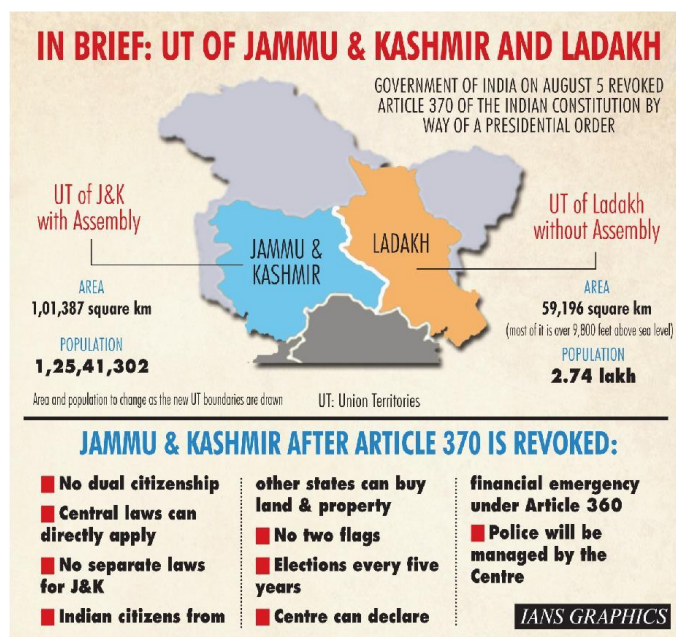 IN BRIEF: UT OF JAMMU & KASHMIR AND LADAKH
GOVERNMENT OF INDIA ON AUGUST 5 REVOKED
ARTICLE 370 OF THE INDIAN CONSTITUTION BY
WAY OF A PRESIDENTIAL ORDER
UT of J&K
with Assembly
AREA
1,01,387 square km
POPULATION
1,25,41,302
JAMMU &
KASHMIR
LADAKH
UT of Ladakh
without Assembly
AREA
59,196 square km
(most of it is over 9,800 feet above sea level)
POPULATION
2.74 lakh
Area and population to change as the new UT boundaries are drawn
UT: Union Territories
JAMMU & KASHMIR AFTER ARTICLE 370 IS REVOKED:
No dual citizenship
Central laws can
directly apply
No separate laws
for J&K
Indian citizens from
other states can buy
land & property
No two flags
Elections every five
years
Centre can declare
financial emergency
under Article 360
Police will be
managed by the
Centre
IANS GRAPHICS